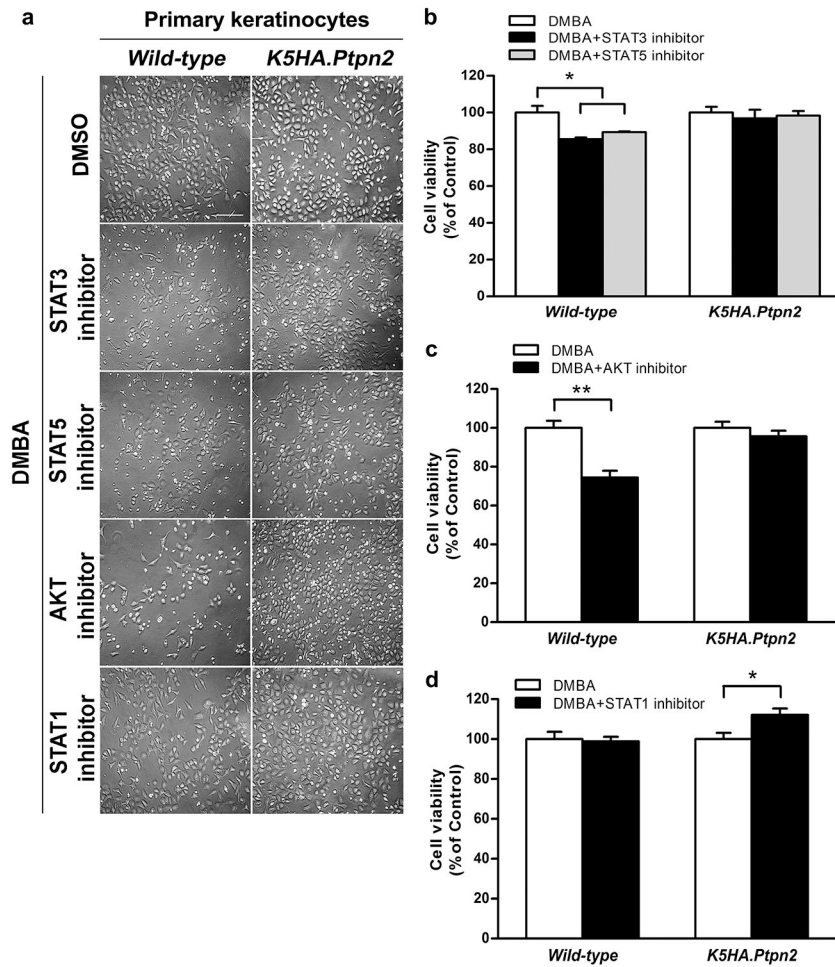 a
Primary keratinocytes
Wild-type
K5HA.Ptpn2
DMBA
DMSO
STAT3
inhibitor
STAT5
inhibitor
AKT
inhibitor
STAT1
inhibitor
b
DMBA
DMBA+STAT3 inhibitor
DMBA+STAT5 inhibitor
Cell viability
(% of Control)
120
100
80
60
40
20
0
*
Wild-type
K5HA.Ptpn2
c
DMBA
DMBA+AKT inhibitor
Cell viability
(% of Control)
120
100
80
60
40
20
0
**
Wild-type
K5HA.Ptpn2
d
DMBA
DMBA+STAT1 inhibitor
Cell viability
(% of Control)
120
100
80
60
40
20
0
*
Wild-type
K5HA.Ptpn2